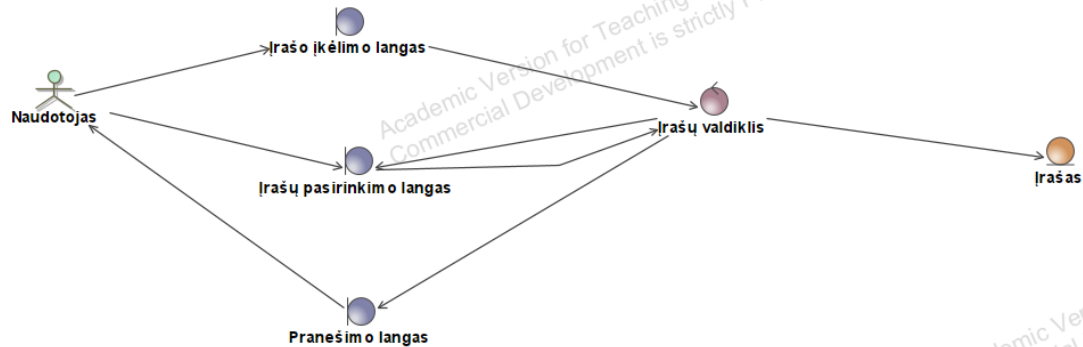 Įrašo įkėlimo langas
Academic Version for Teaching
Commercial Development is strictly
Naudotojas
Įrašų valdiklis
Įrašų pasirinkimo langas
Įrašas
Pranešimo langas